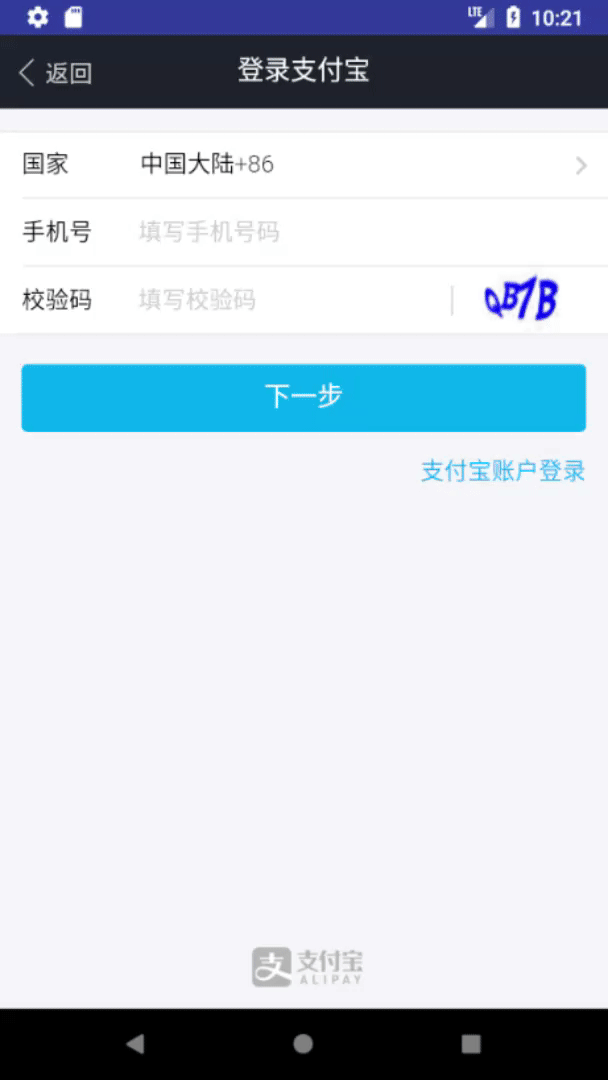 LTE 10:21
返回 登录支付宝
国家 中国大陆+86
手机号 填写手机号码
校验码 填写校验码 QB7B
下一步
支付宝账户登录
支 支付宝
ALIPAY